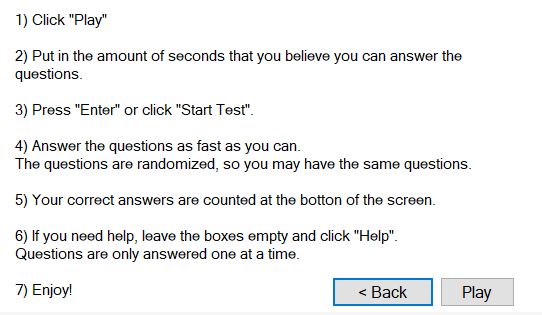 1) Click "Play"
2) Put in the amount of seconds that you believe you can answer the
questions.
3) Press "Enter" or click "Start Test".
4) Answer the questions as fast as you can.
The questions are randomized, so you may have the same questions.
5) Your correct answers are counted at the botton of the screen.
6) If you need help, leave the boxes empty and click "Help".
Questions are only answered one at a time.
7) Enjoy!
< Back
Play